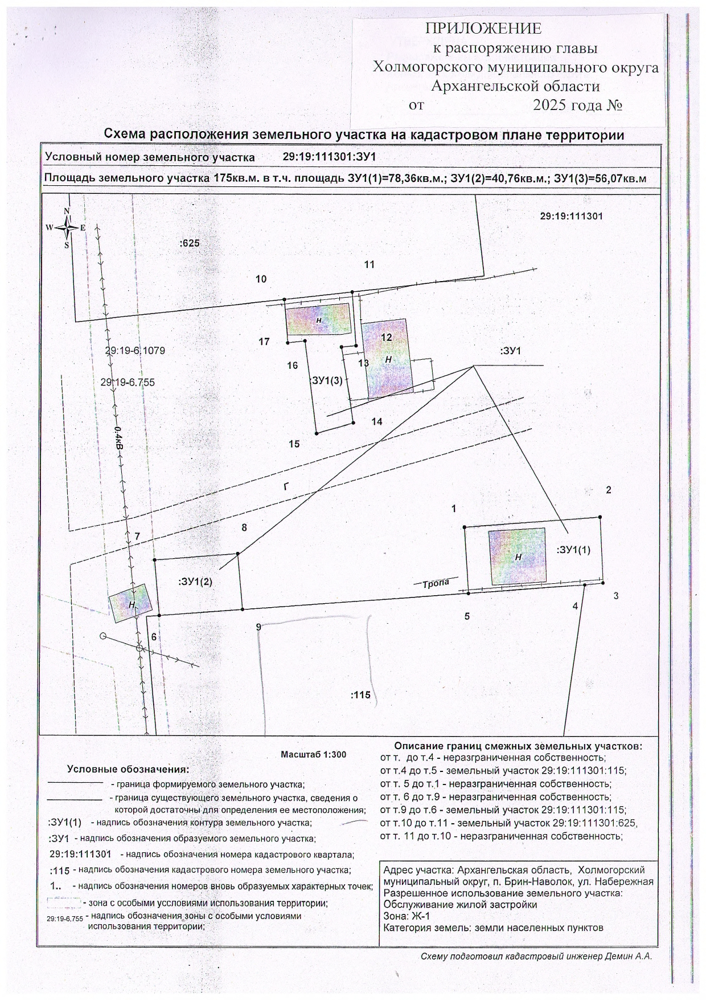 ПРИЛОЖЕНИЕ
к распоряжению главы
Холмогорского муниципального округа
Архангельской области
от 2025 года №
Схема расположения земельного участка на кадастровом плане территории
Условный номер земельного участка 29:19:111301:ЗУ1
Площадь земельного участка 175кв.м. в т.ч. площадь ЗУ1(1)=78,36кв.м.; ЗУ1(2)=40,76кв.м.; ЗУ1(3)=56,07кв.м
N
W E
S
29:19:111301
:625
11
10
н
12
17
29:19-6.1079
:ЗУ1
16
13
Н
:ЗУ1(3)
29:19-6.755
14
0.4кВ
15
Г
2
1
8
7
:ЗУ1(1)
Н
:ЗУ1(2)
Тропа
3
Н
4
5
9
6
:115
Масштаб 1:300
Условные обозначения:
- граница формируемого земельного участка;
- граница существующего земельного участка, сведения о
которой достаточны для определения ее местоположения;
:ЗУ1(1) - надпись обозначения контура земельного участка;
:ЗУ1 - надпись обозначения образуемого земельного участка;
29:19:111301 - надпись обозначения номера кадастрового квартала;
:115 - надпись обозначения кадастрового номера земельного участка;
1.. - надпись обозначения номеров вновь образуемых характерных точек;
- зона с особыми уссловиями использования территории;
29:19-6.755 - надпись обозначения зоны с особыми условиями
использования территории;
Описание границ смежных земельных участков:
от т. до т.4 - неразграниченная собственность;
от т.4 до т.5 - земельный участок 29:19:111301:115;
от т. 5 до т.1 - неразграниченная собственность;
от т. 6 до т.9 - неразграниченная собственность;
от т.9 до т.6 - земельный участок 29:19:111301:115;
от т.10 до т.11 - земельный участок 29:19:111301:625,
от т. 11 до т.10 - неразграниченная собственность;
Адрес участка: Архангельская область, Холмогорский
муниципальный округ, п. Брин-Наволок, ул. Набережная
Разрешенное использование земельного участка:
Обслуживание жилой застройки
Зона: Ж-1
Категория земель: земли населенных пунктов
Схему подготовил кадастровый инженер Демин А.А.